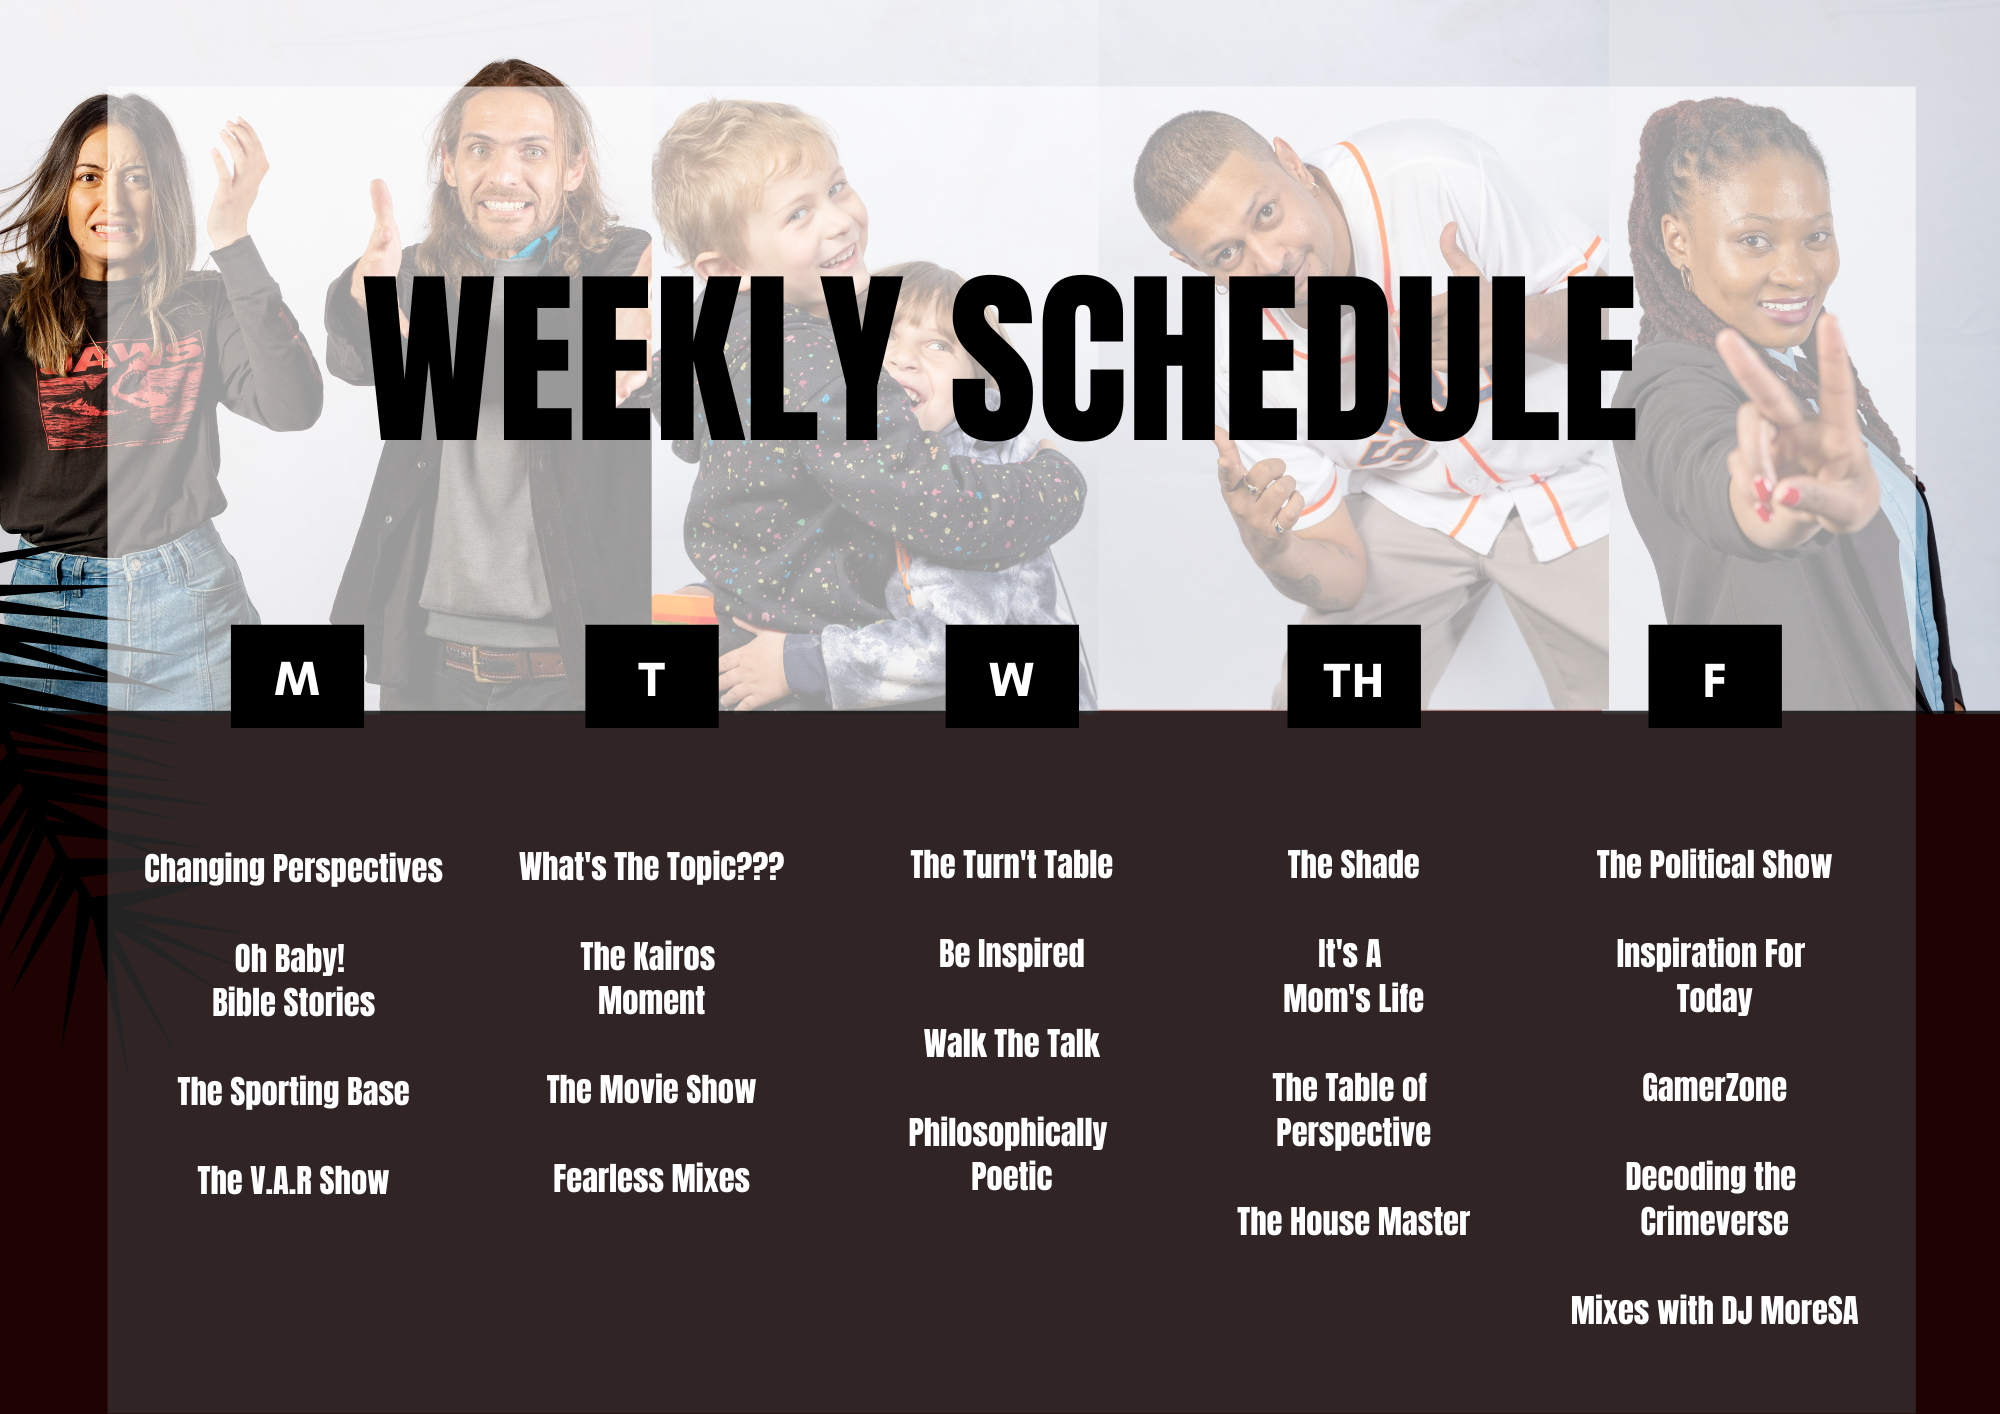 JAWS
WEEKLY SCHEDULE
M
Changing Perspectives
Oh Baby!
Bible Stories
The Sporting Base
The V.A.R Show
T
What's The Topic???
The Kairos
Moment
The Movie Show
Fearless Mixes
W
The Turn't Table
Be Inspired
Walk The Talk
Philosophically
Poetic
TH
The Shade
It's A
Mom's Life
The Table of
Perspective
The House Master
F
The Political Show
Inspiration For
Today
GamerZone
Decoding the
Crimeverse
Mixes with DJ MoreSA